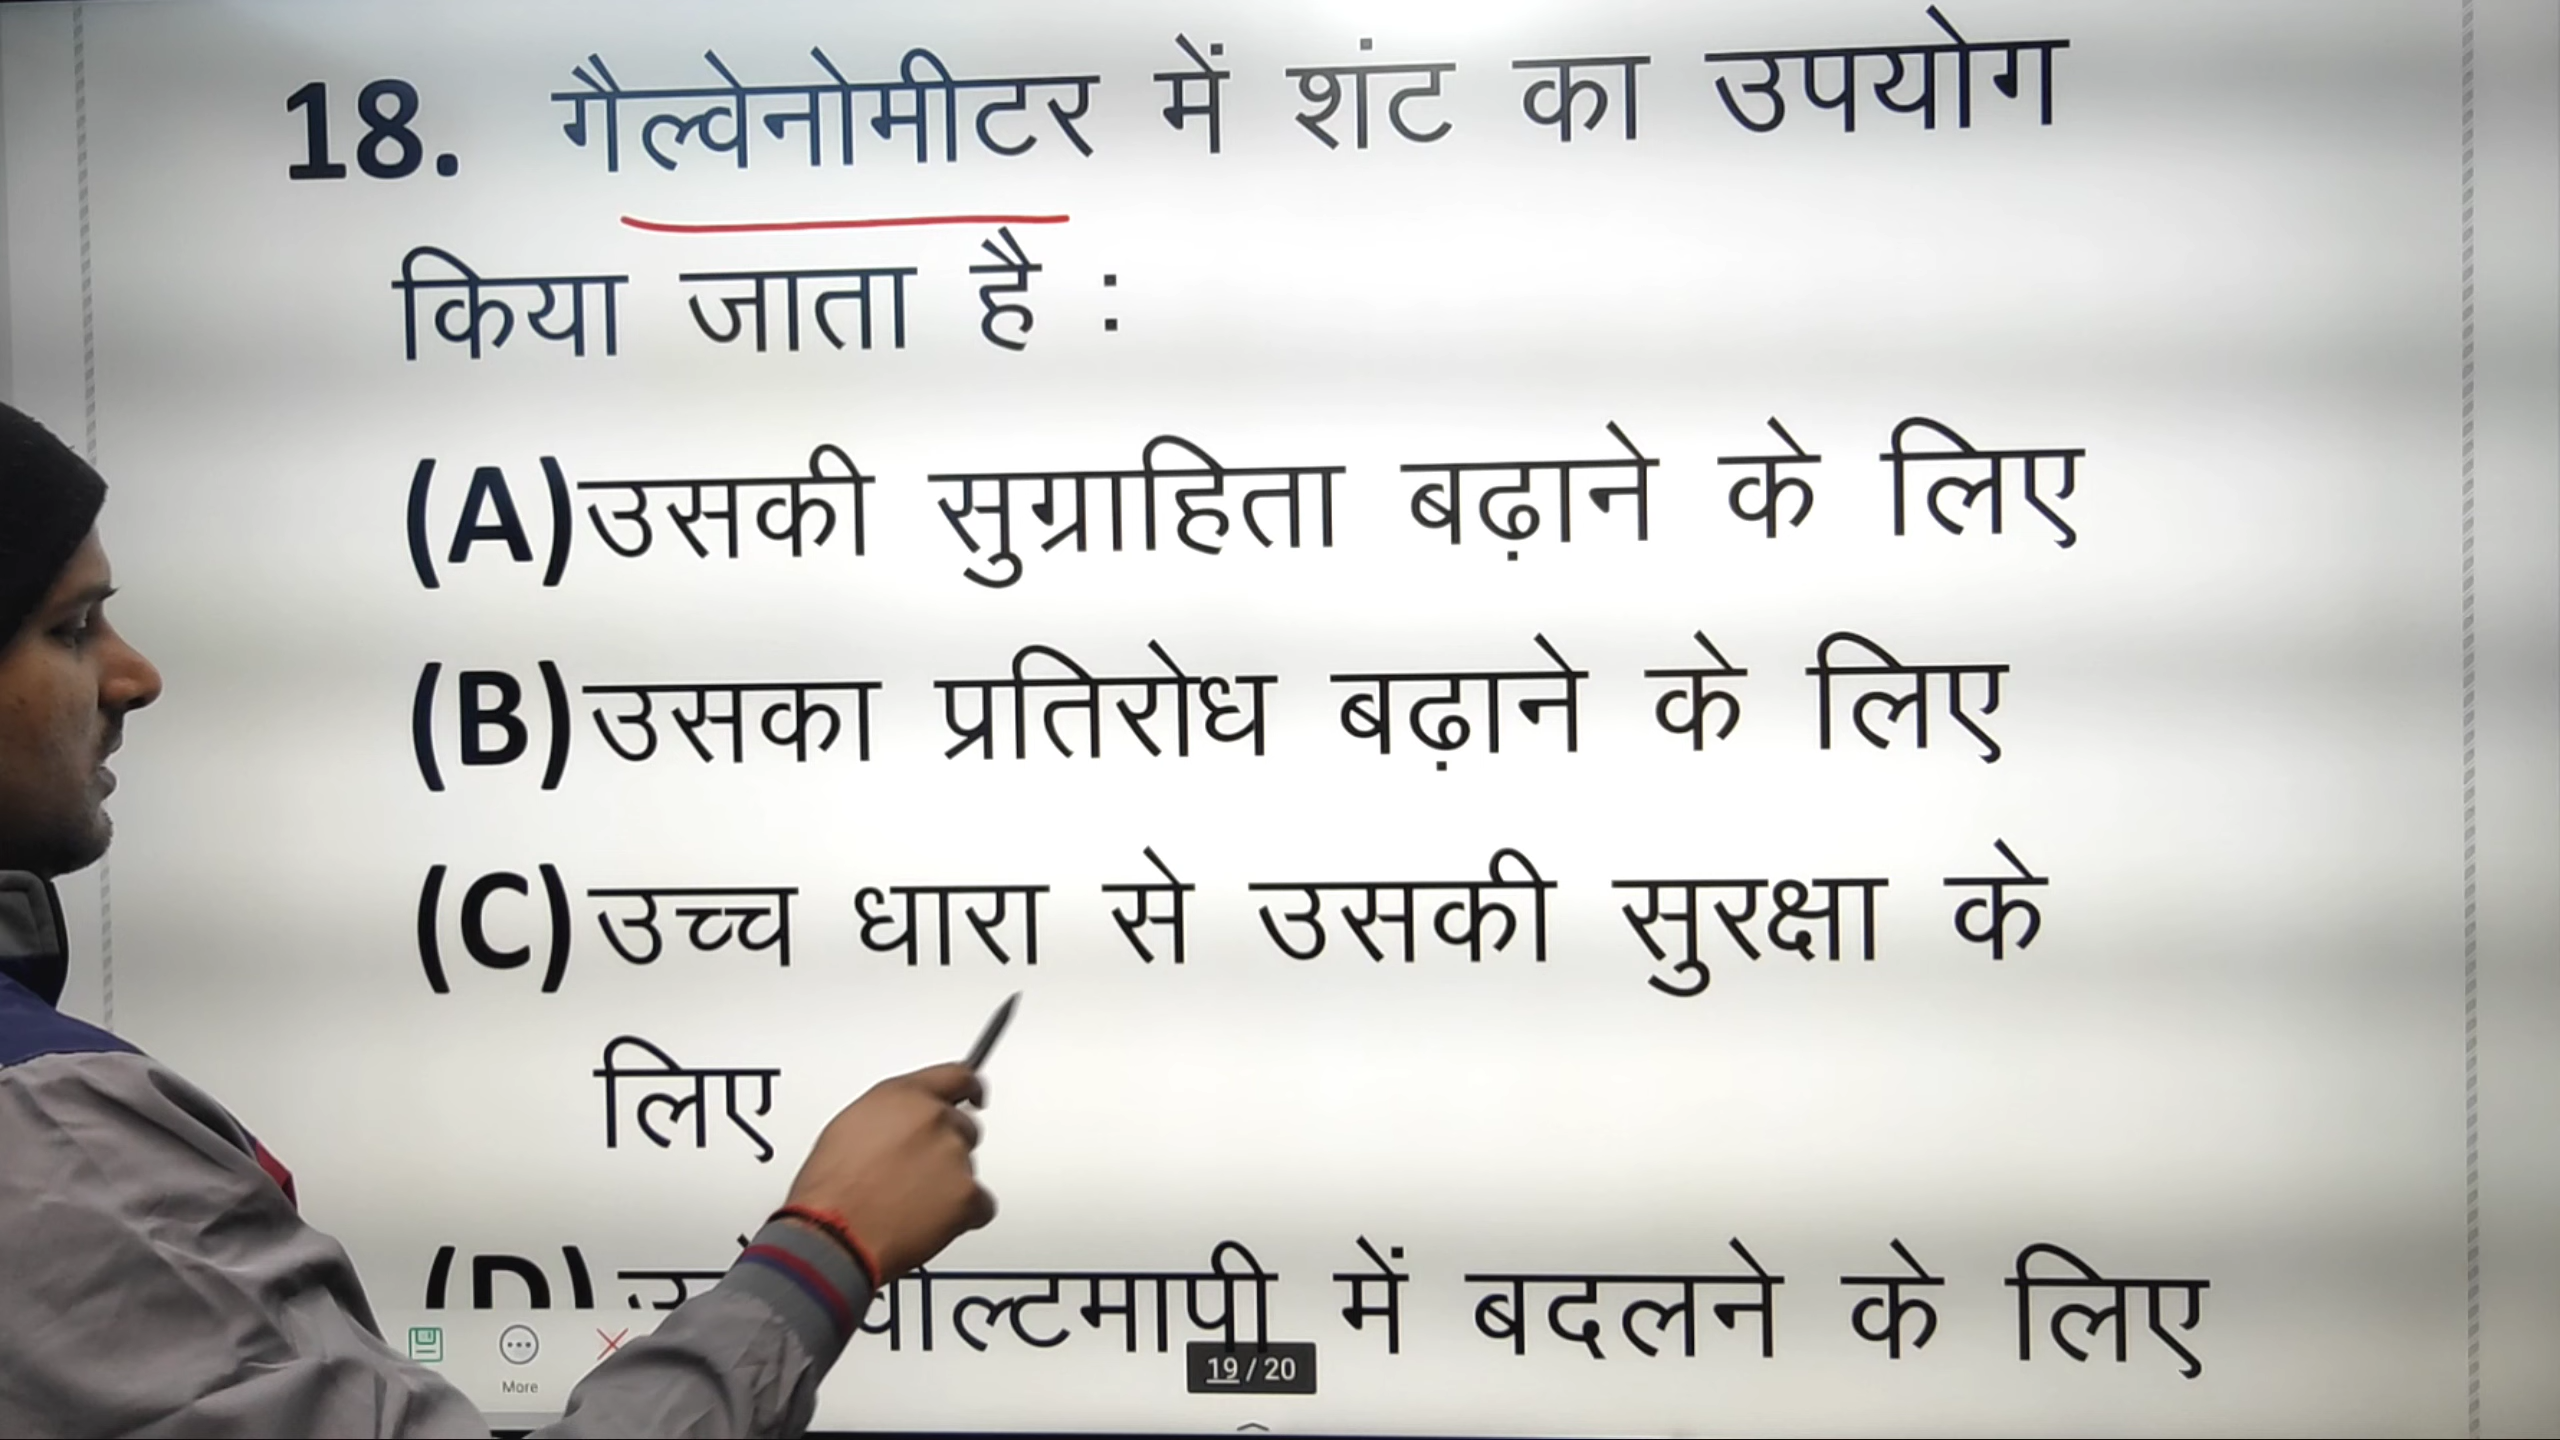 18. गैल्वेनोमीटर में शंट का उपयोग
किया जाता है :
(A) उसकी सुग्राहिता बढ़ाने के लिए
(B) उसका प्रतिरोध बढ़ाने के लिए
(C) उच्च धारा से उसकी सुरक्षा के
लिए
(D) वोल्टमापी में बदलने के लिए
More
19 / 20